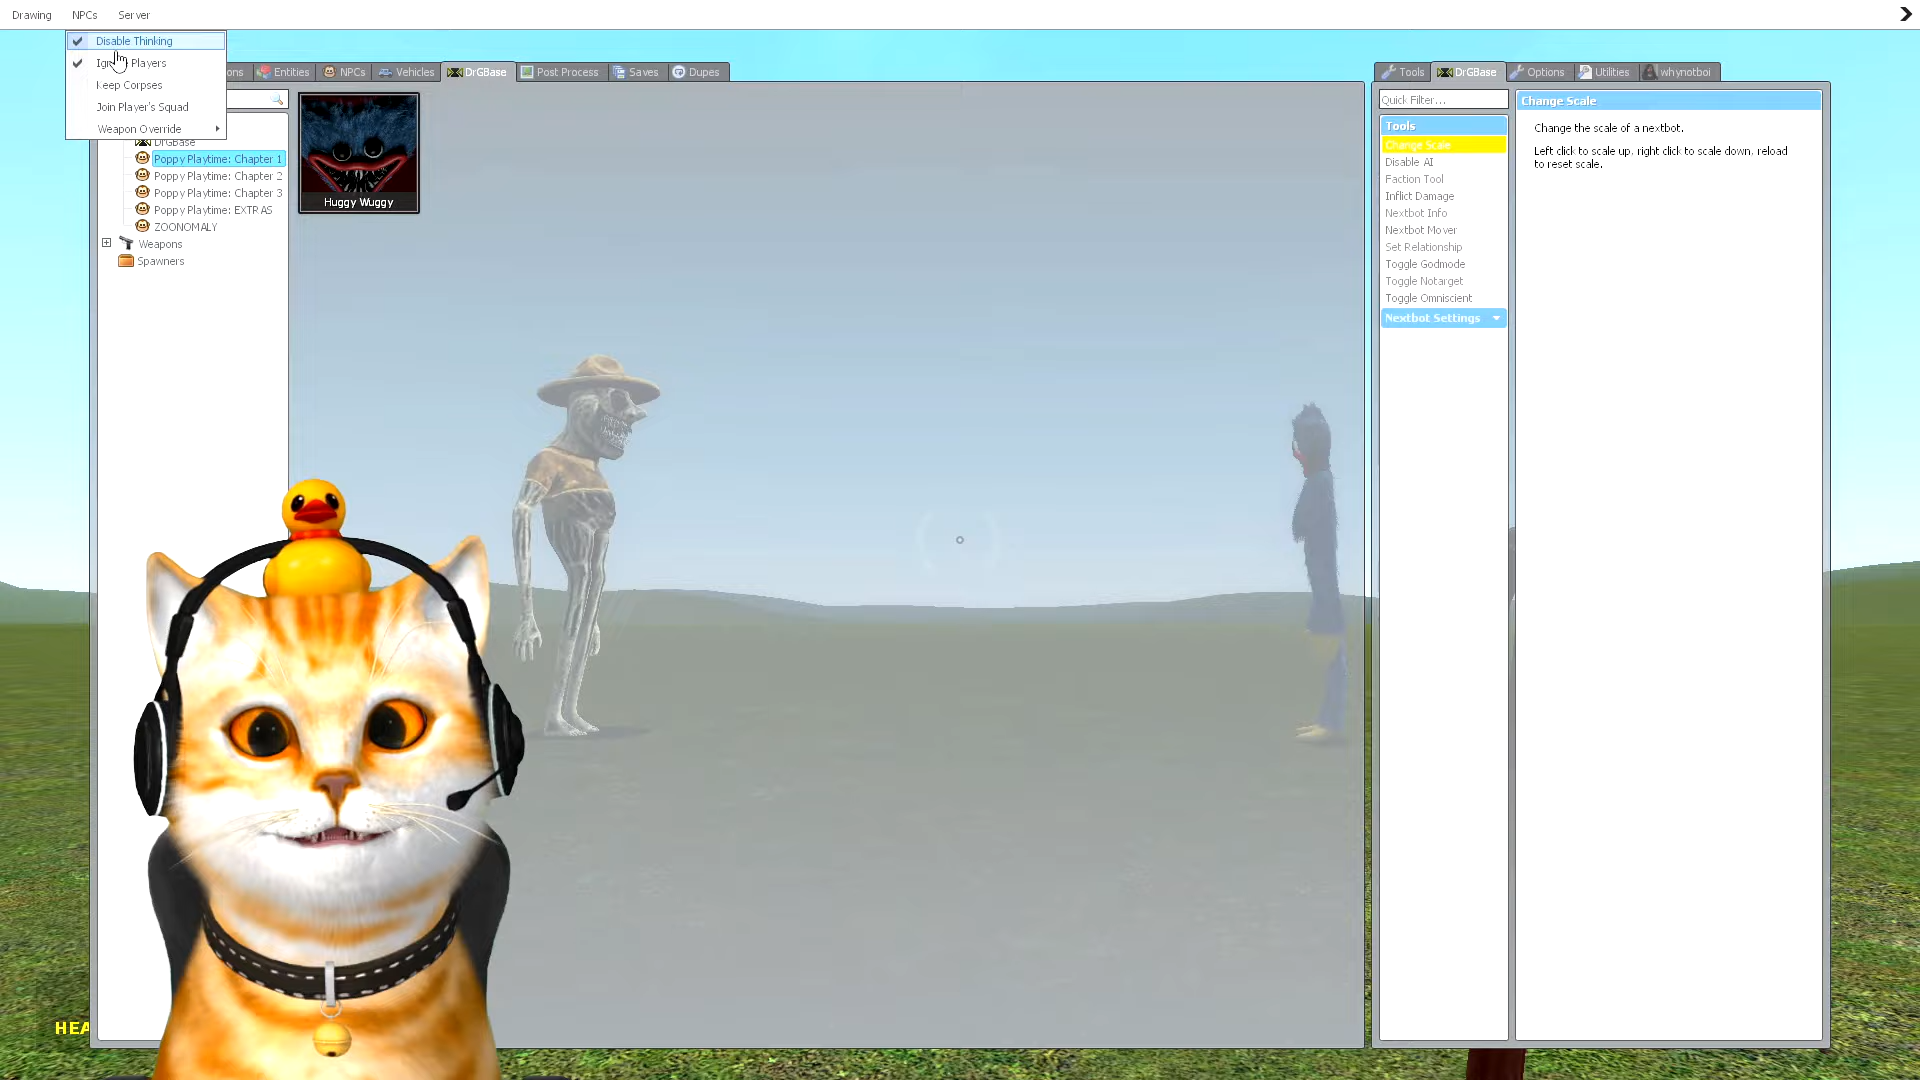 Drawing NPCs Server
Disable Thinking
Players
Keep Corpses
Join Player's Squad
Weapon Override
Entities NPCs Vehicles DrGBase Post Process Saves Dupes
DrGBase
Poppy Playtime: Chapter 1
Poppy Playtime: Chapter 2
Poppy Playtime: Chapter 3
Poppy Playtime: EXTRAS
ZOONOMALY
Weapons
Spawners
Huggy Wuggy
Tools DrGBase Options Utilities whynotboi
Quick Filter...
Tools
Change Scale
Disable AI
Faction Tool
Inflict Damage
Nextbot Info
Nextbot Mover
Set Relationship
Toggle Godmode
Toggle Notarget
Toggle Omniscient
Nextbot Settings
Change Scale
Change the scale of a nextbot.
Left click to scale up, right click to scale down, reload
to reset scale.
HEA